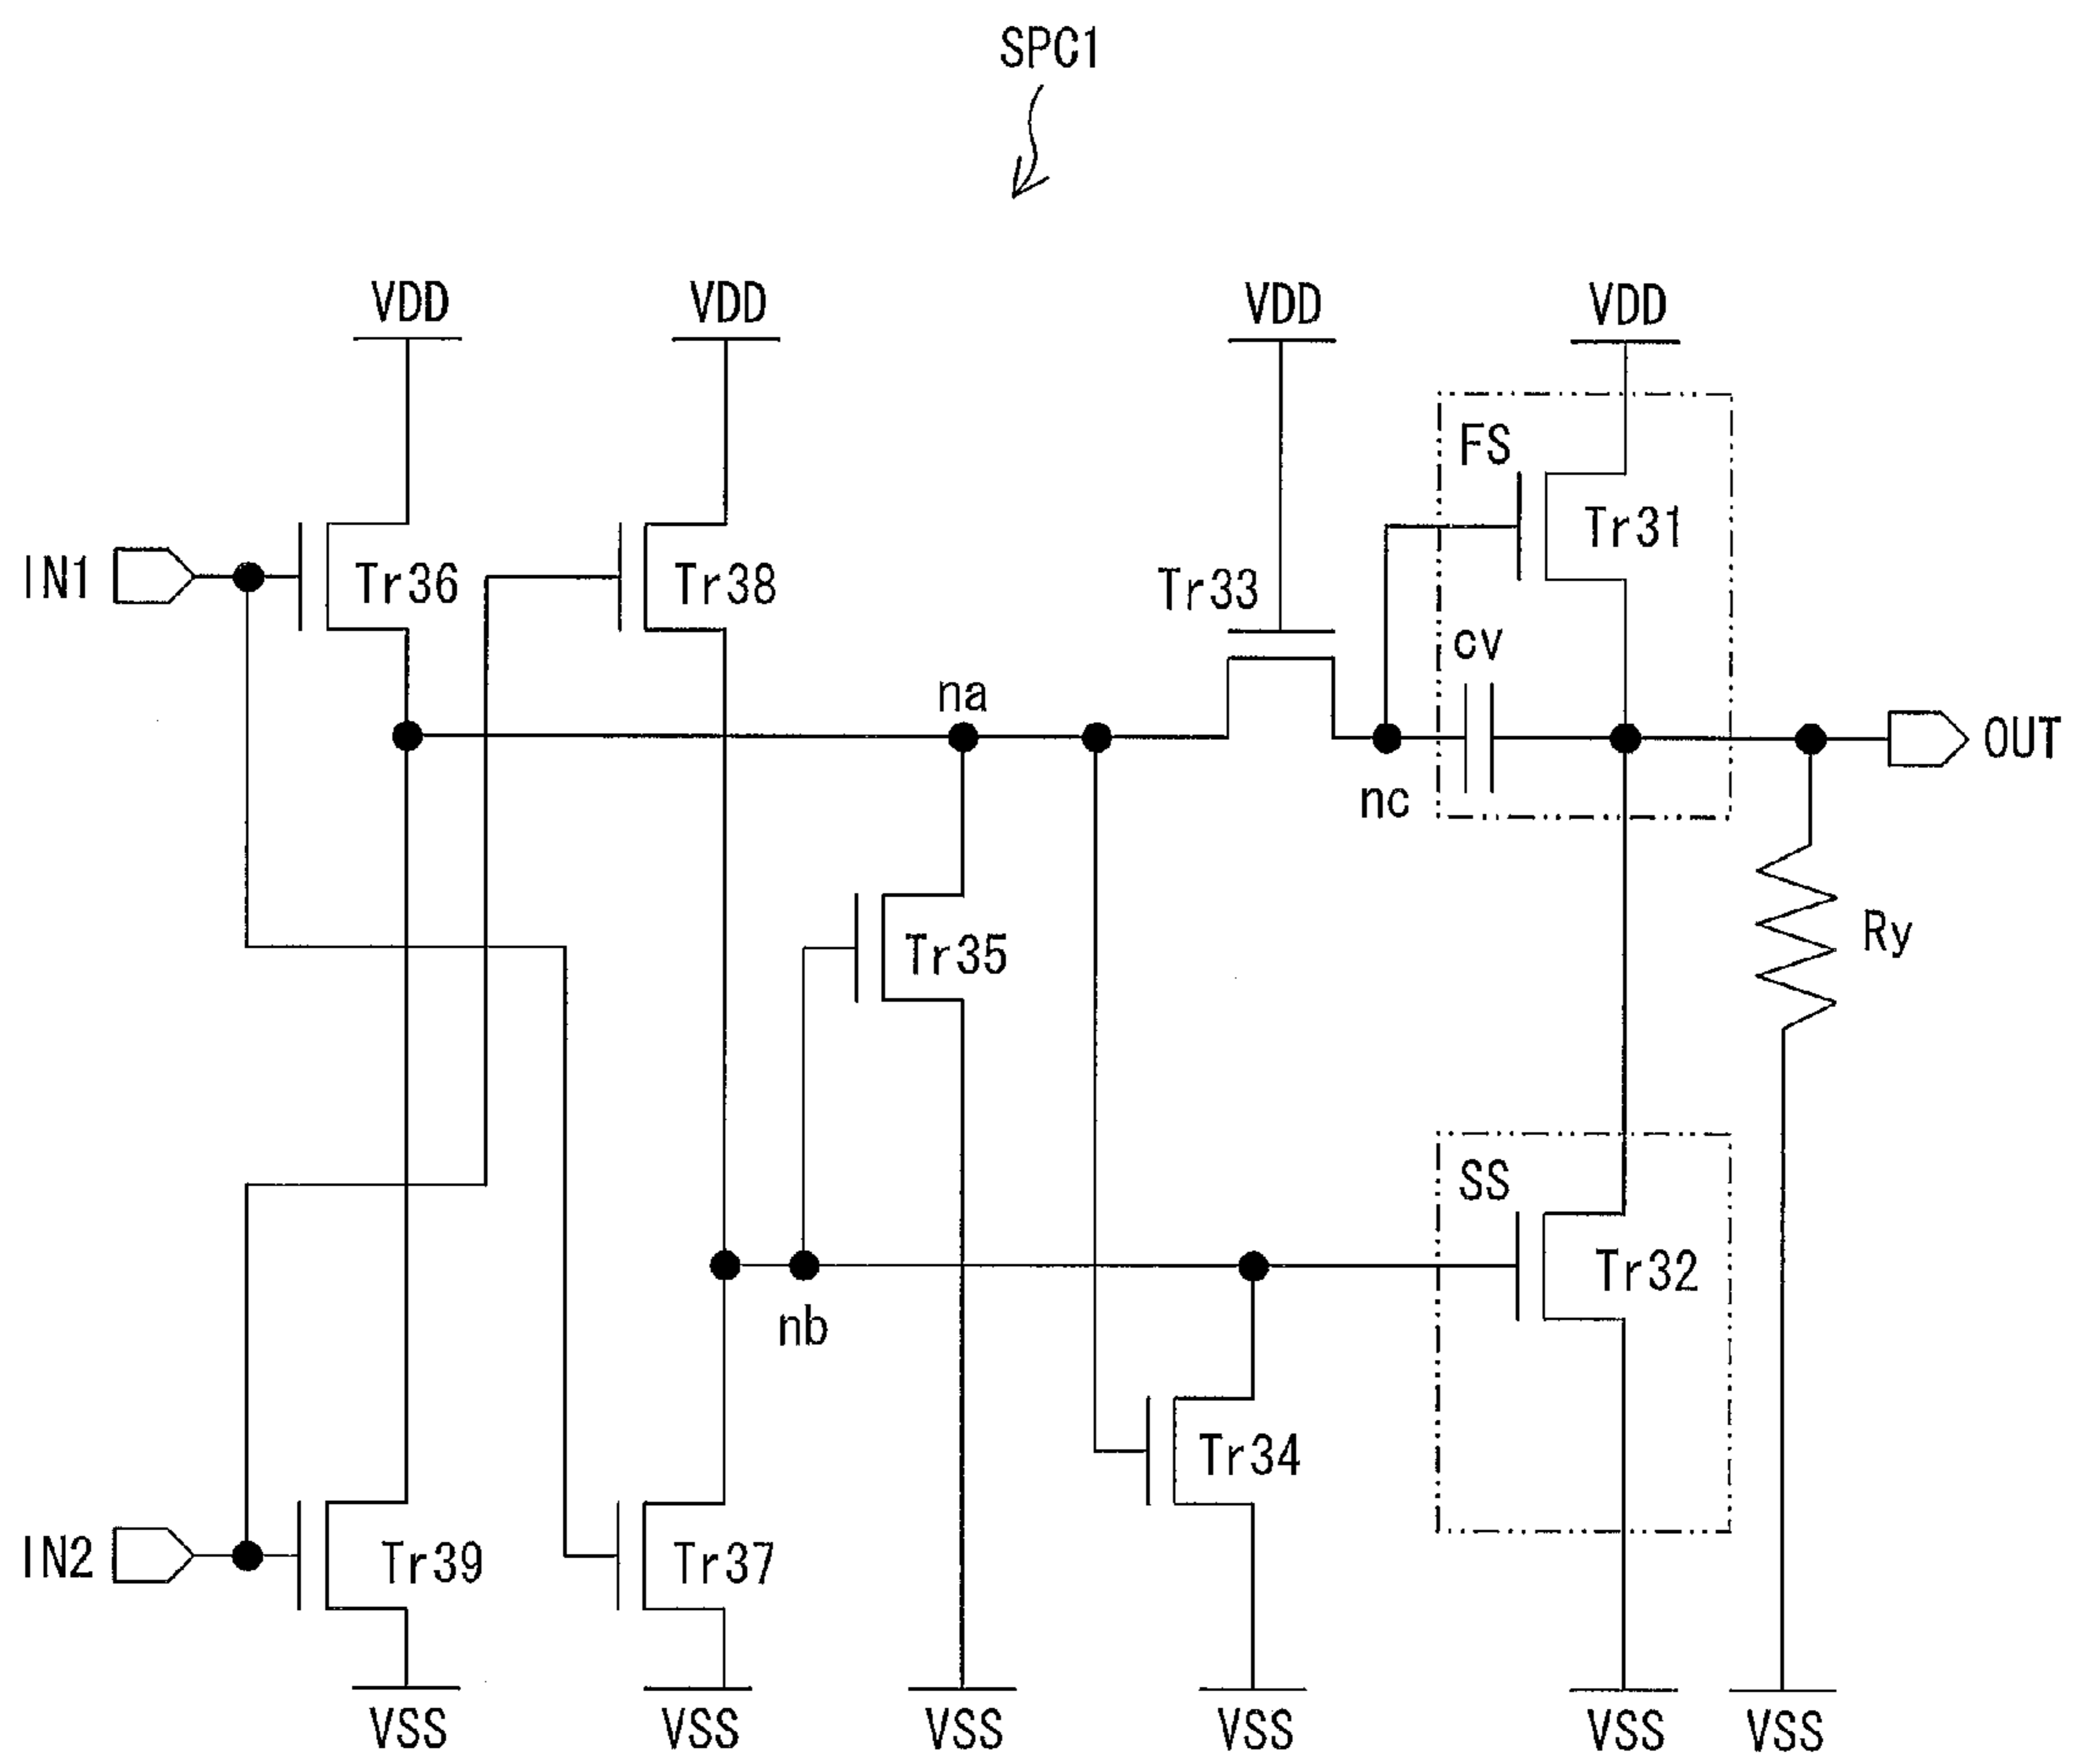 SPC1
VDD
VDD
VDD
VDD
FS
IN1
Tr36
Tr38
Tr33
Tr31
cv
na
OUT
nc
Ry
Tr35
SS
nb
Tr32
Tr34
IN2
Tr39
Tr37
VSS
VSS
VSS
VSS
VSS
VSS